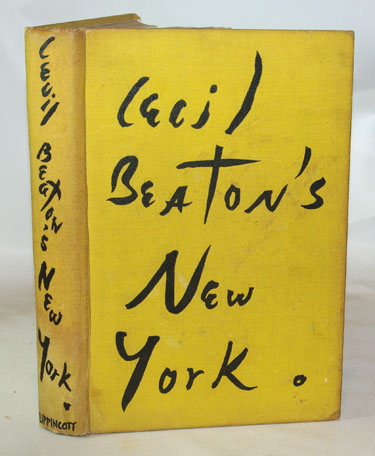 Cecil
BEATON'S
NEW
YORK.
Cecil BEATON'S NEW YORK.
LIPPINCOTT